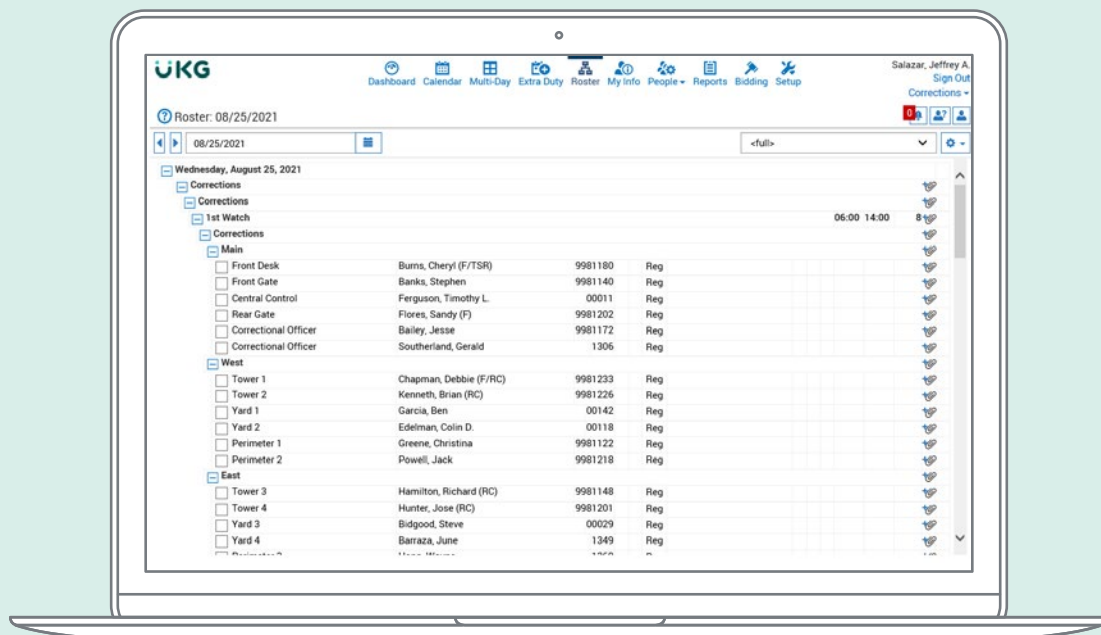 UKG
Dashboard Calendar Multi-Day Extra Duty Roster My Info People Reports Bidding Setup
Salazar, Jeffrey A.
Sign Out
Corrections
? Roster: 08/25/2021
0
?
08/25/2021 <full>
Wednesday, August 25, 2021
Corrections
Corrections
1st Watch 06:00 14:00 8
Corrections
Main
Front Desk Burns, Cheryl (F/TSR) 9981180 Reg
Front Gate Banks, Stephen 9981140 Reg
Central Control Ferguson, Timothy L. 00011 Reg
Rear Gate Flores, Sandy (F) 9981202 Reg
Correctional Officer Bailey, Jesse 9981172 Reg
Correctional Officer Southerland, Gerald 1306 Reg
West
Tower 1 Chapman, Debbie (F/RC) 9981233 Reg
Tower 2 Kenneth, Brian (RC) 9981226 Reg
Yard 1 Garcia, Ben 00142 Reg
Yard 2 Edelman, Colin D. 00118 Reg
Perimeter 1 Greene, Christina 9981122 Reg
Perimeter 2 Powell, Jack 9981218 Reg
East
Tower 3 Hamilton, Richard (RC) 9981148 Reg
Tower 4 Hunter, Jose (RC) 9981201 Reg
Yard 3 Bidgood, Steve 00029 Reg
Yard 4 Barraza, June 1349 Reg